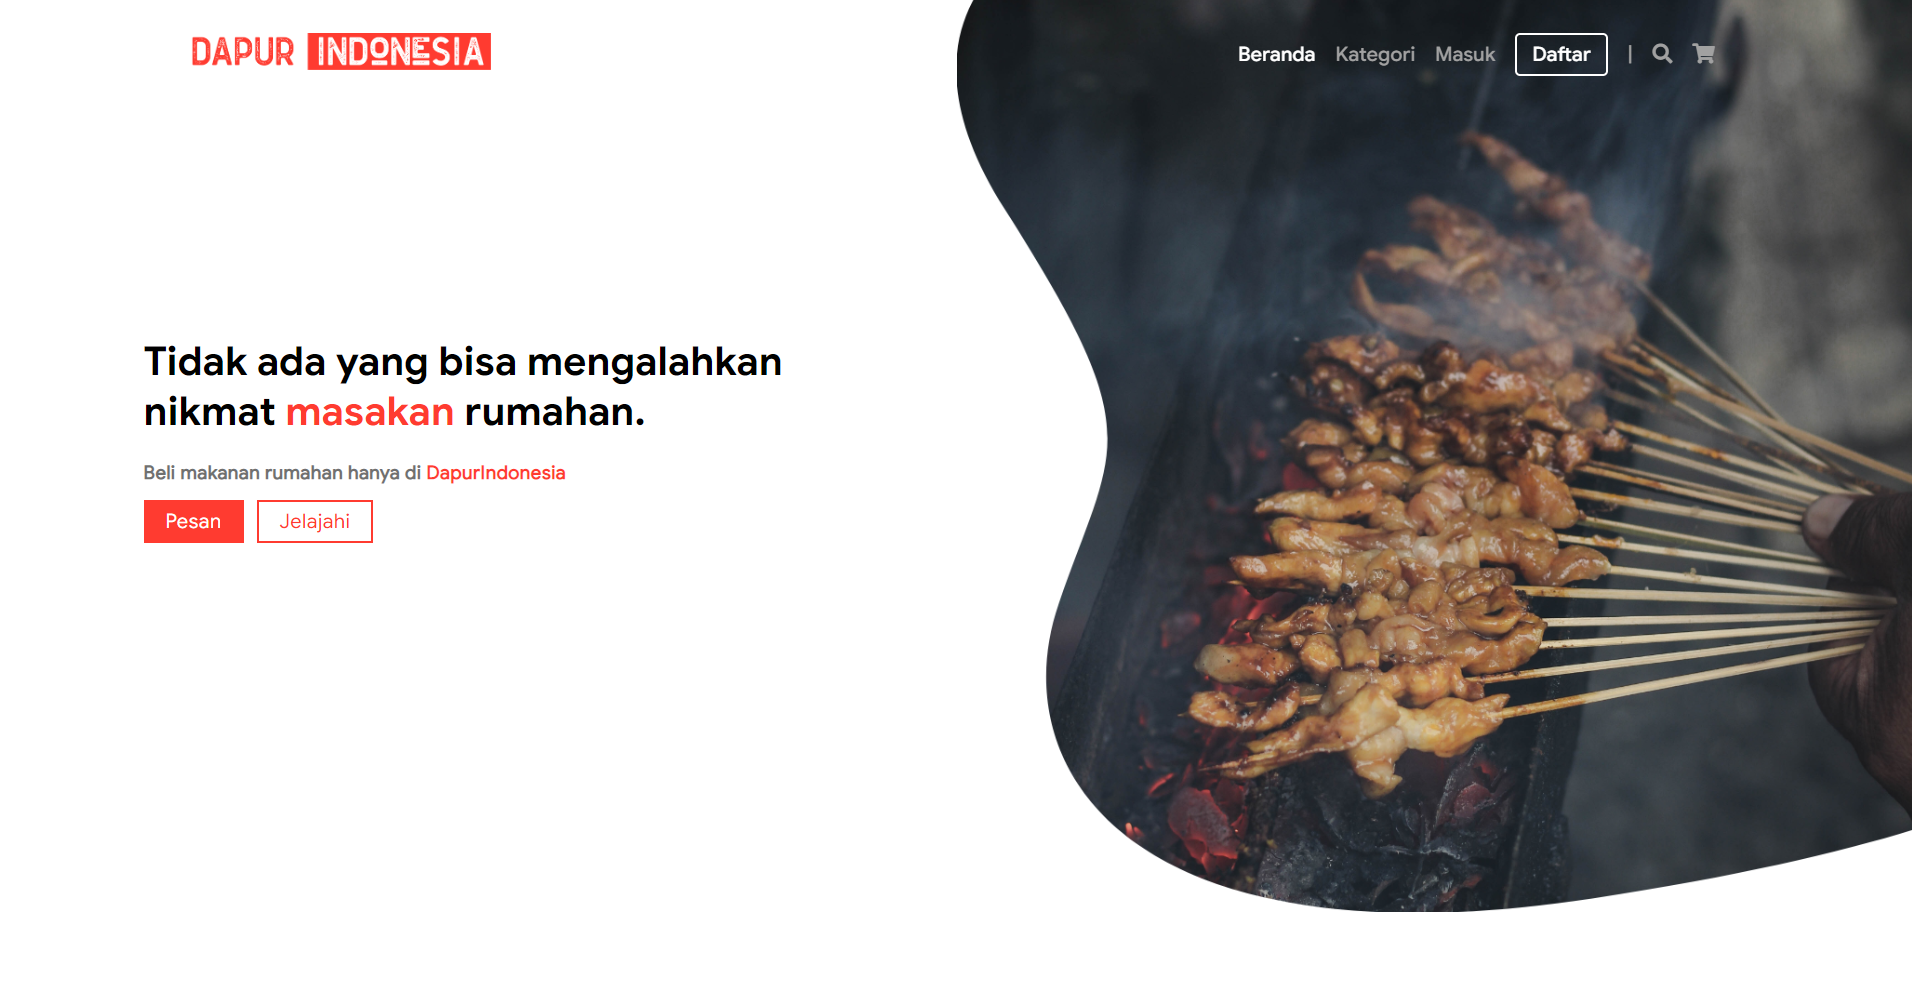 DAPUR INDONESIA
Beranda Kategori Masuk Daftar |
Tidak ada yang bisa mengalahkan
nikmat masakan rumahan.
Beli makanan rumahan hanya di DapurIndonesia
Pesan Jelajahi